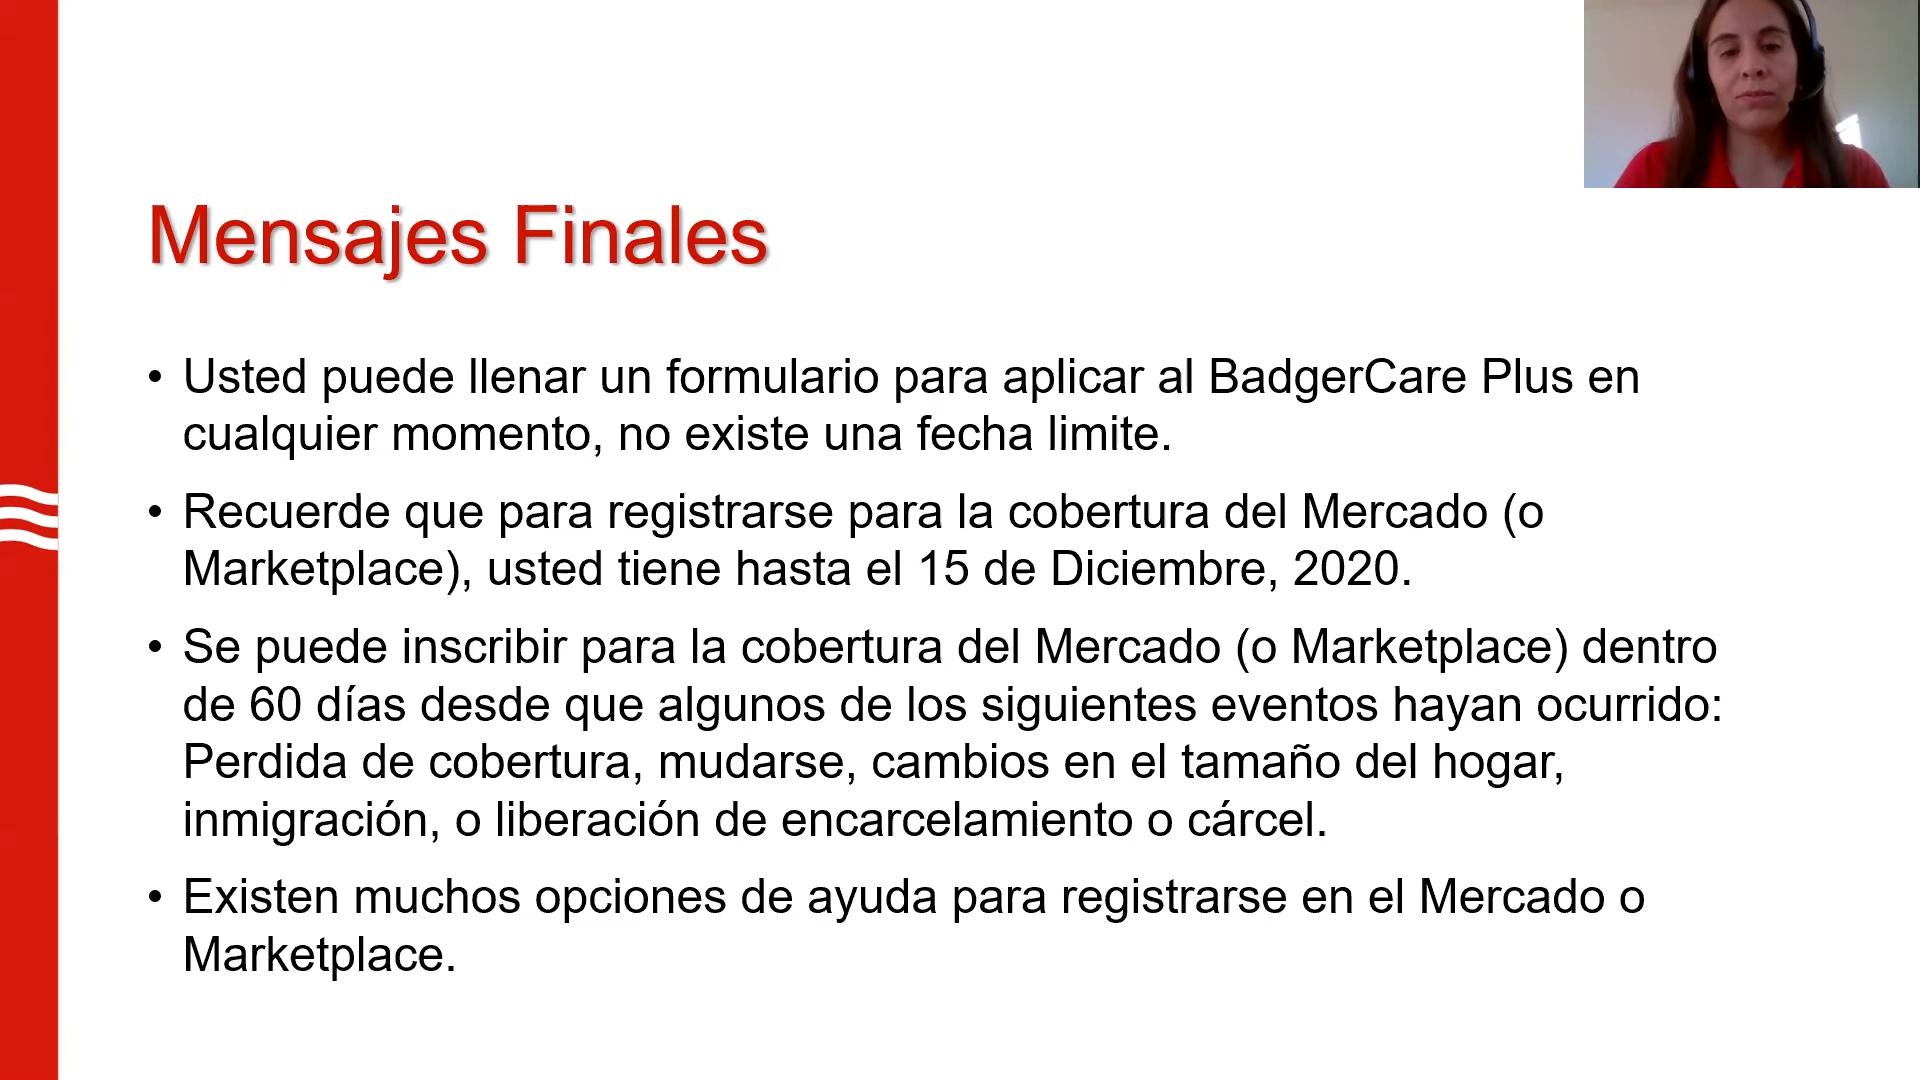 Mensajes Finales
• Usted puede llenar un formulario para aplicar al BadgerCare Plus en
cualquier momento, no existe una fecha limite.
• Recuerde que para registrarse para la cobertura del Mercado (o
Marketplace), usted tiene hasta el 15 de Diciembre, 2020.
• Se puede inscribir para la cobertura del Mercado (o Marketplace) dentro
de 60 días desde que algunos de los siguientes eventos hayan ocurrido:
Perdida de cobertura, mudarse, cambios en el tamaño del hogar,
inmigración, o liberación de encarcelamiento o cárcel.
• Existen muchos opciones de ayuda para registrarse en el Mercado o
Marketplace.